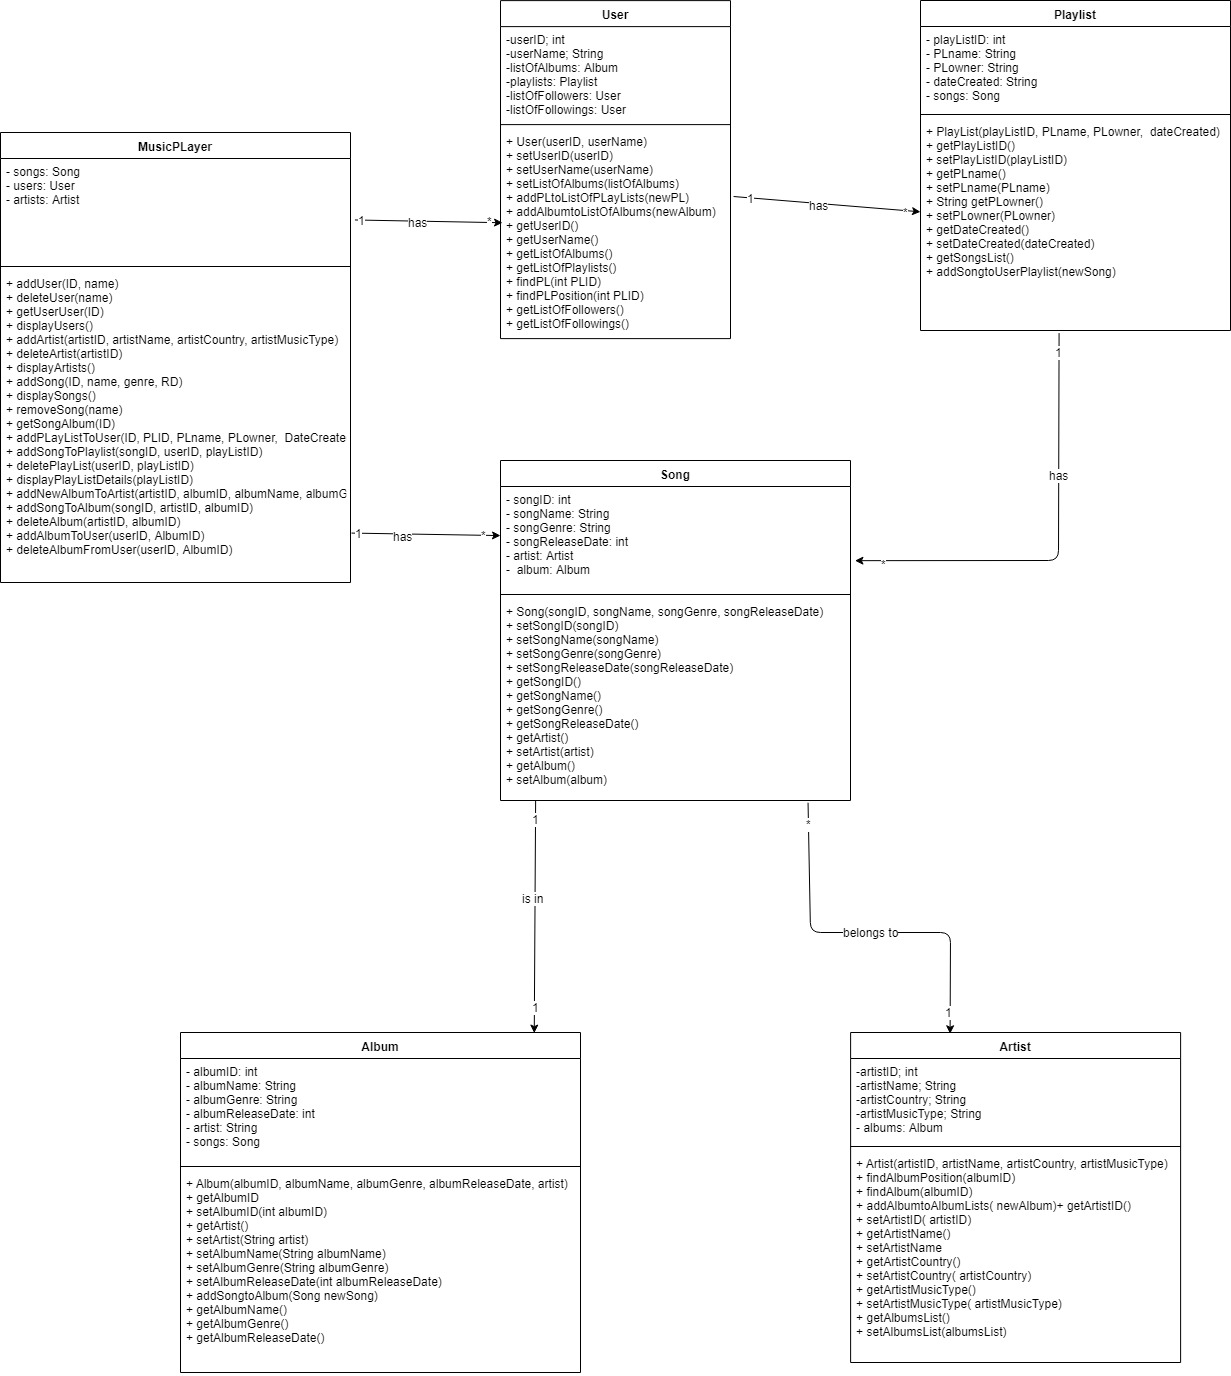 User
-userID; int
-userName; String
-listOfAlbums: Album
-playlists: Playlist
-listOfFollowers: User
-listOfFollowings: User
+ User(userID, userName)
+ setUserID(userID)
+ setUserName(userName)
+ setListOfAlbums(listOfAlbums)
+ addPLtoListOfPLayLists(newPL)
+ addAlbumtoListOfAlbums(newAlbum)
+ getUserID()
+ getUserName()
+ getListOfAlbums()
+ getListOfPlaylists()
+ findPL(int PLID)
+ findPLPosition(int PLID)
+ getListOfFollowers()
+ getListOfFollowings()
Playlist
- playListID: int
- PLname: String
- PLowner: String
- dateCreated: String
- songs: Song
+ PlayList(playListID, PLname, PLowner,  dateCreated)
+ getPlayListID()
+ setPlayListID(playListID)
+ getPLname()
+ setPLname(PLname)
+ String getPLowner()
+ setPLowner(PLowner)
+ getDateCreated()
+ setDateCreated(dateCreated)
+ getSongsList()
+ addSongtoUserPlaylist(newSong)
MusicPLayer
- songs: Song
- users: User
- artists: Artist
+ addUser(ID, name)
+ deleteUser(name)
+ getUserUser(ID)
+ displayUsers()
+ addArtist(artistID, artistName, artistCountry, artistMusicType)
+ deleteArtist(artistID)
+ displayArtists()
+ addSong(ID, name, genre, RD)
+ displaySongs()
+ removeSong(name)
+ getSongAlbum(ID)
+ addPLayListToUser(ID, PLID, PLname, PLowner,  DateCreate
+ addSongToPlaylist(songID, userID, playListID)
+ deletePlayList(userID, playListID)
+ displayPlayListDetails(playListID)
+ addNewAlbumToArtist(artistID, albumID, albumName, albumG
+ addSongToAlbum(songID, artistID, albumID)
+ deleteAlbum(artistID, albumID)
+ addAlbumToUser(userID, AlbumID)
+ deleteAlbumFromUser(userID, AlbumID)
1 has *
1 has *
1
has
*
1 has *
Song
- songID: int
- songName: String
- songGenre: String
- songReleaseDate: int
- artist: Artist
-  album: Album
+ Song(songID, songName, songGenre, songReleaseDate)
+ setSongID(songID)
+ setSongName(songName)
+ setSongGenre(songGenre)
+ setSongReleaseDate(songReleaseDate)
+ getSongID()
+ getSongName()
+ getSongGenre()
+ getSongReleaseDate()
+ getArtist()
+ setArtist(artist)
+ getAlbum()
+ setAlbum(album)
1
is in
1
*
belongs to
1
Album
- albumID: int
- albumName: String
- albumGenre: String
- albumReleaseDate: int
- artist: String
- songs: Song
+ Album(albumID, albumName, albumGenre, albumReleaseDate, artist)
+ getAlbumID
+ setAlbumID(int albumID)
+ getArtist()
+ setArtist(String artist)
+ setAlbumName(String albumName)
+ setAlbumGenre(String albumGenre)
+ setAlbumReleaseDate(int albumReleaseDate)
+ addSongtoAlbum(Song newSong)
+ getAlbumName()
+ getAlbumGenre()
+ getAlbumReleaseDate()
Artist
-artistID; int
-artistName; String
-artistCountry; String
-artistMusicType; String
- albums: Album
+ Artist(artistID, artistName, artistCountry, artistMusicType)
+ findAlbumPosition(albumID)
+ findAlbum(albumID)
+ addAlbumtoAlbumLists( newAlbum)+ getArtistID()
+ setArtistID( artistID)
+ getArtistName()
+ setArtistName
+ getArtistCountry()
+ setArtistCountry( artistCountry)
+ getArtistMusicType()
+ setArtistMusicType( artistMusicType)
+ getAlbumsList()
+ setAlbumsList(albumsList)